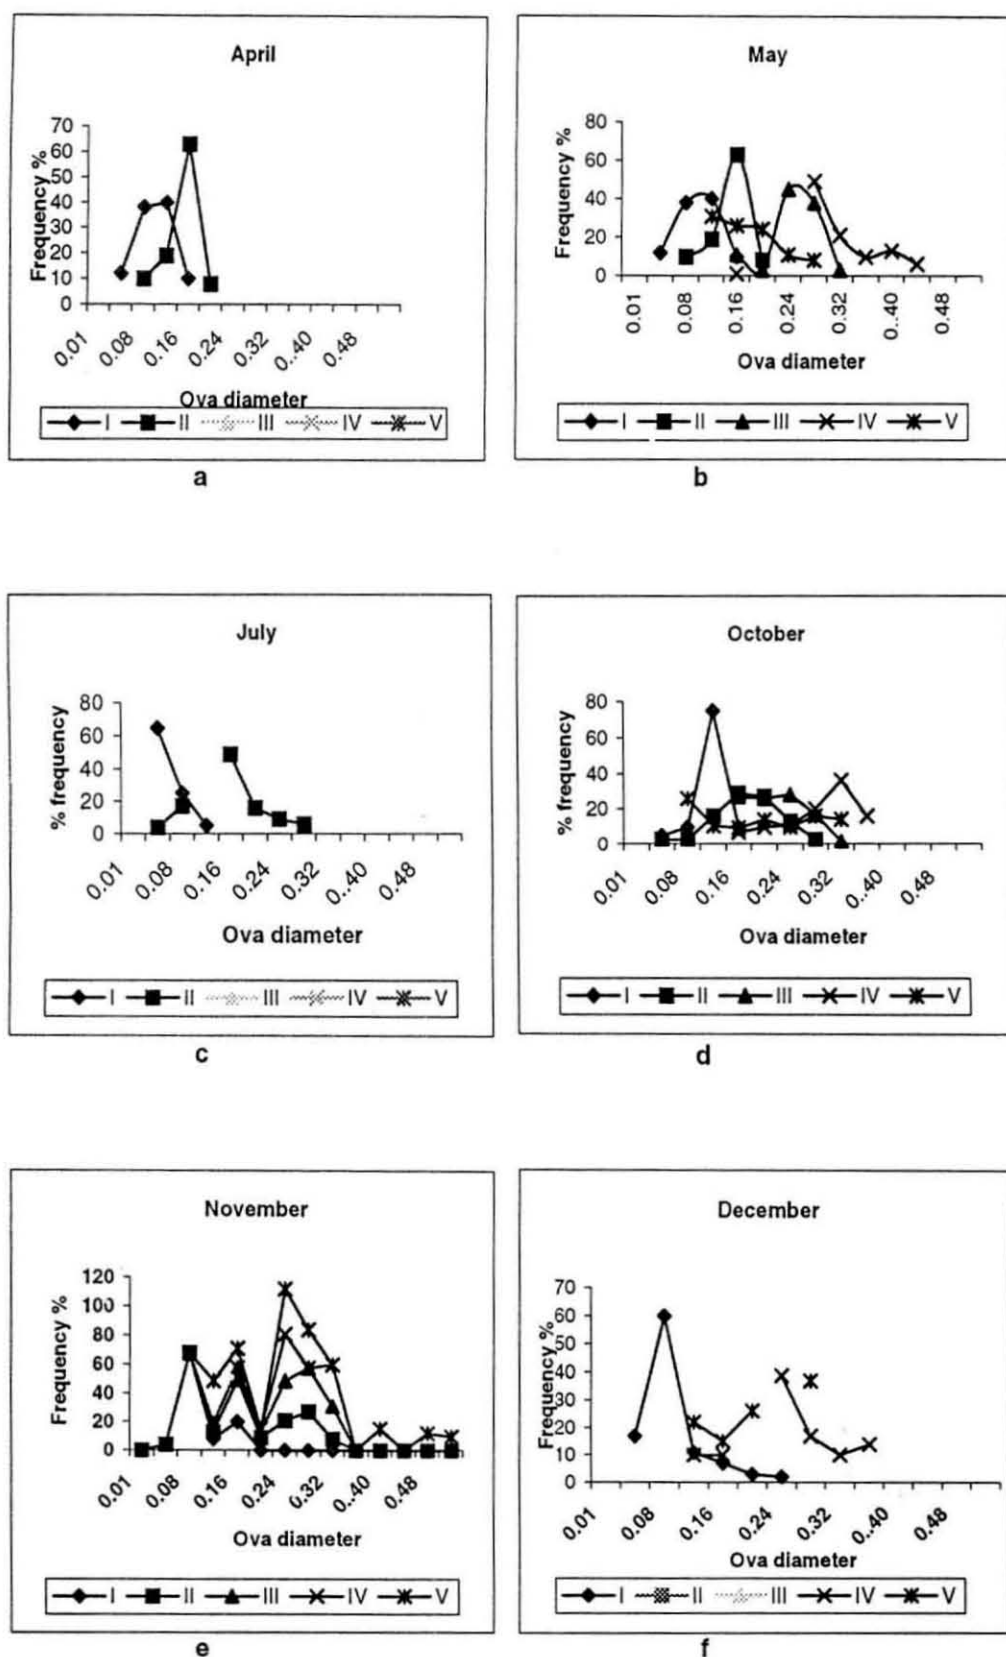 April
Frequency %
70
60
50
40
30
20
10
0
0.01
0.08
0.16
0.24
0.32
0..40
0.48
Ova diameter
I II III IV V
a
May
Frequency %
80
60
40
20
0
0.01
0.08
0.16
0.24
0.32
0..40
0.48
Ova diameter
I II III IV V
b
July
% frequency
80
60
40
20
0
0.01
0.08
0.16
0.24
0.32
0..40
0.48
Ova diameter
I II III IV V
c
October
% frequency
80
60
40
20
0
0.01
0.08
0.16
0.24
0.32
0..40
0.48
Ova diameter
I II III IV V
d
November
Frequency %
120
100
80
60
40
20
0
0.01
0.08
0.16
0.24
0.32
0..40
0.48
Ova diameter
I II III IV V
e
December
Frequency %
70
60
50
40
30
20
10
0
0.01
0.08
0.16
0.24
0.32
0..40
0.48
Ova diameter
I II III IV V
f